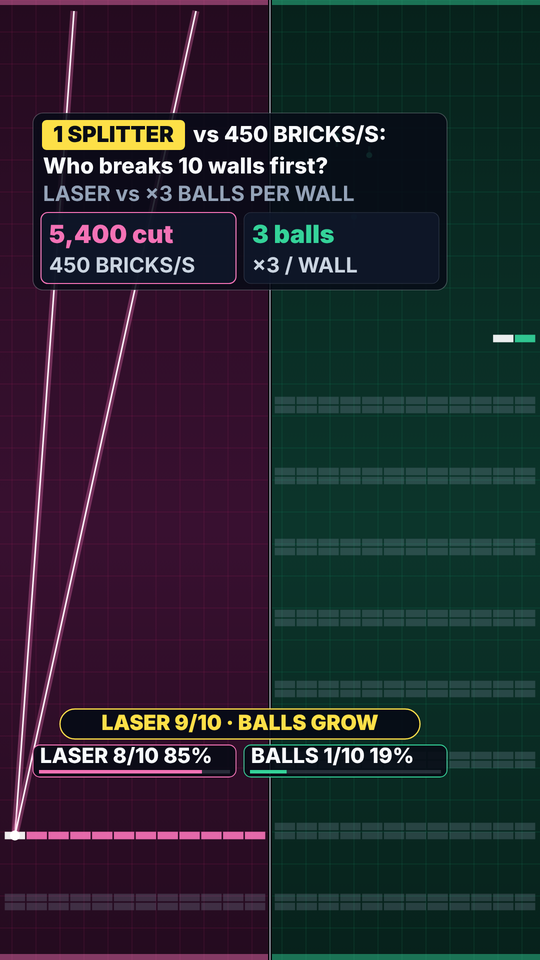 1 SPLITTER vs 450 BRICKS/S:
Who breaks 10 walls first?
LASER vs ×3 BALLS PER WALL
5,400 cut
450 BRICKS/S
3 balls
×3 / WALL
LASER 9/10 · BALLS GROW
LASER 8/10 85%
BALLS 1/10 19%